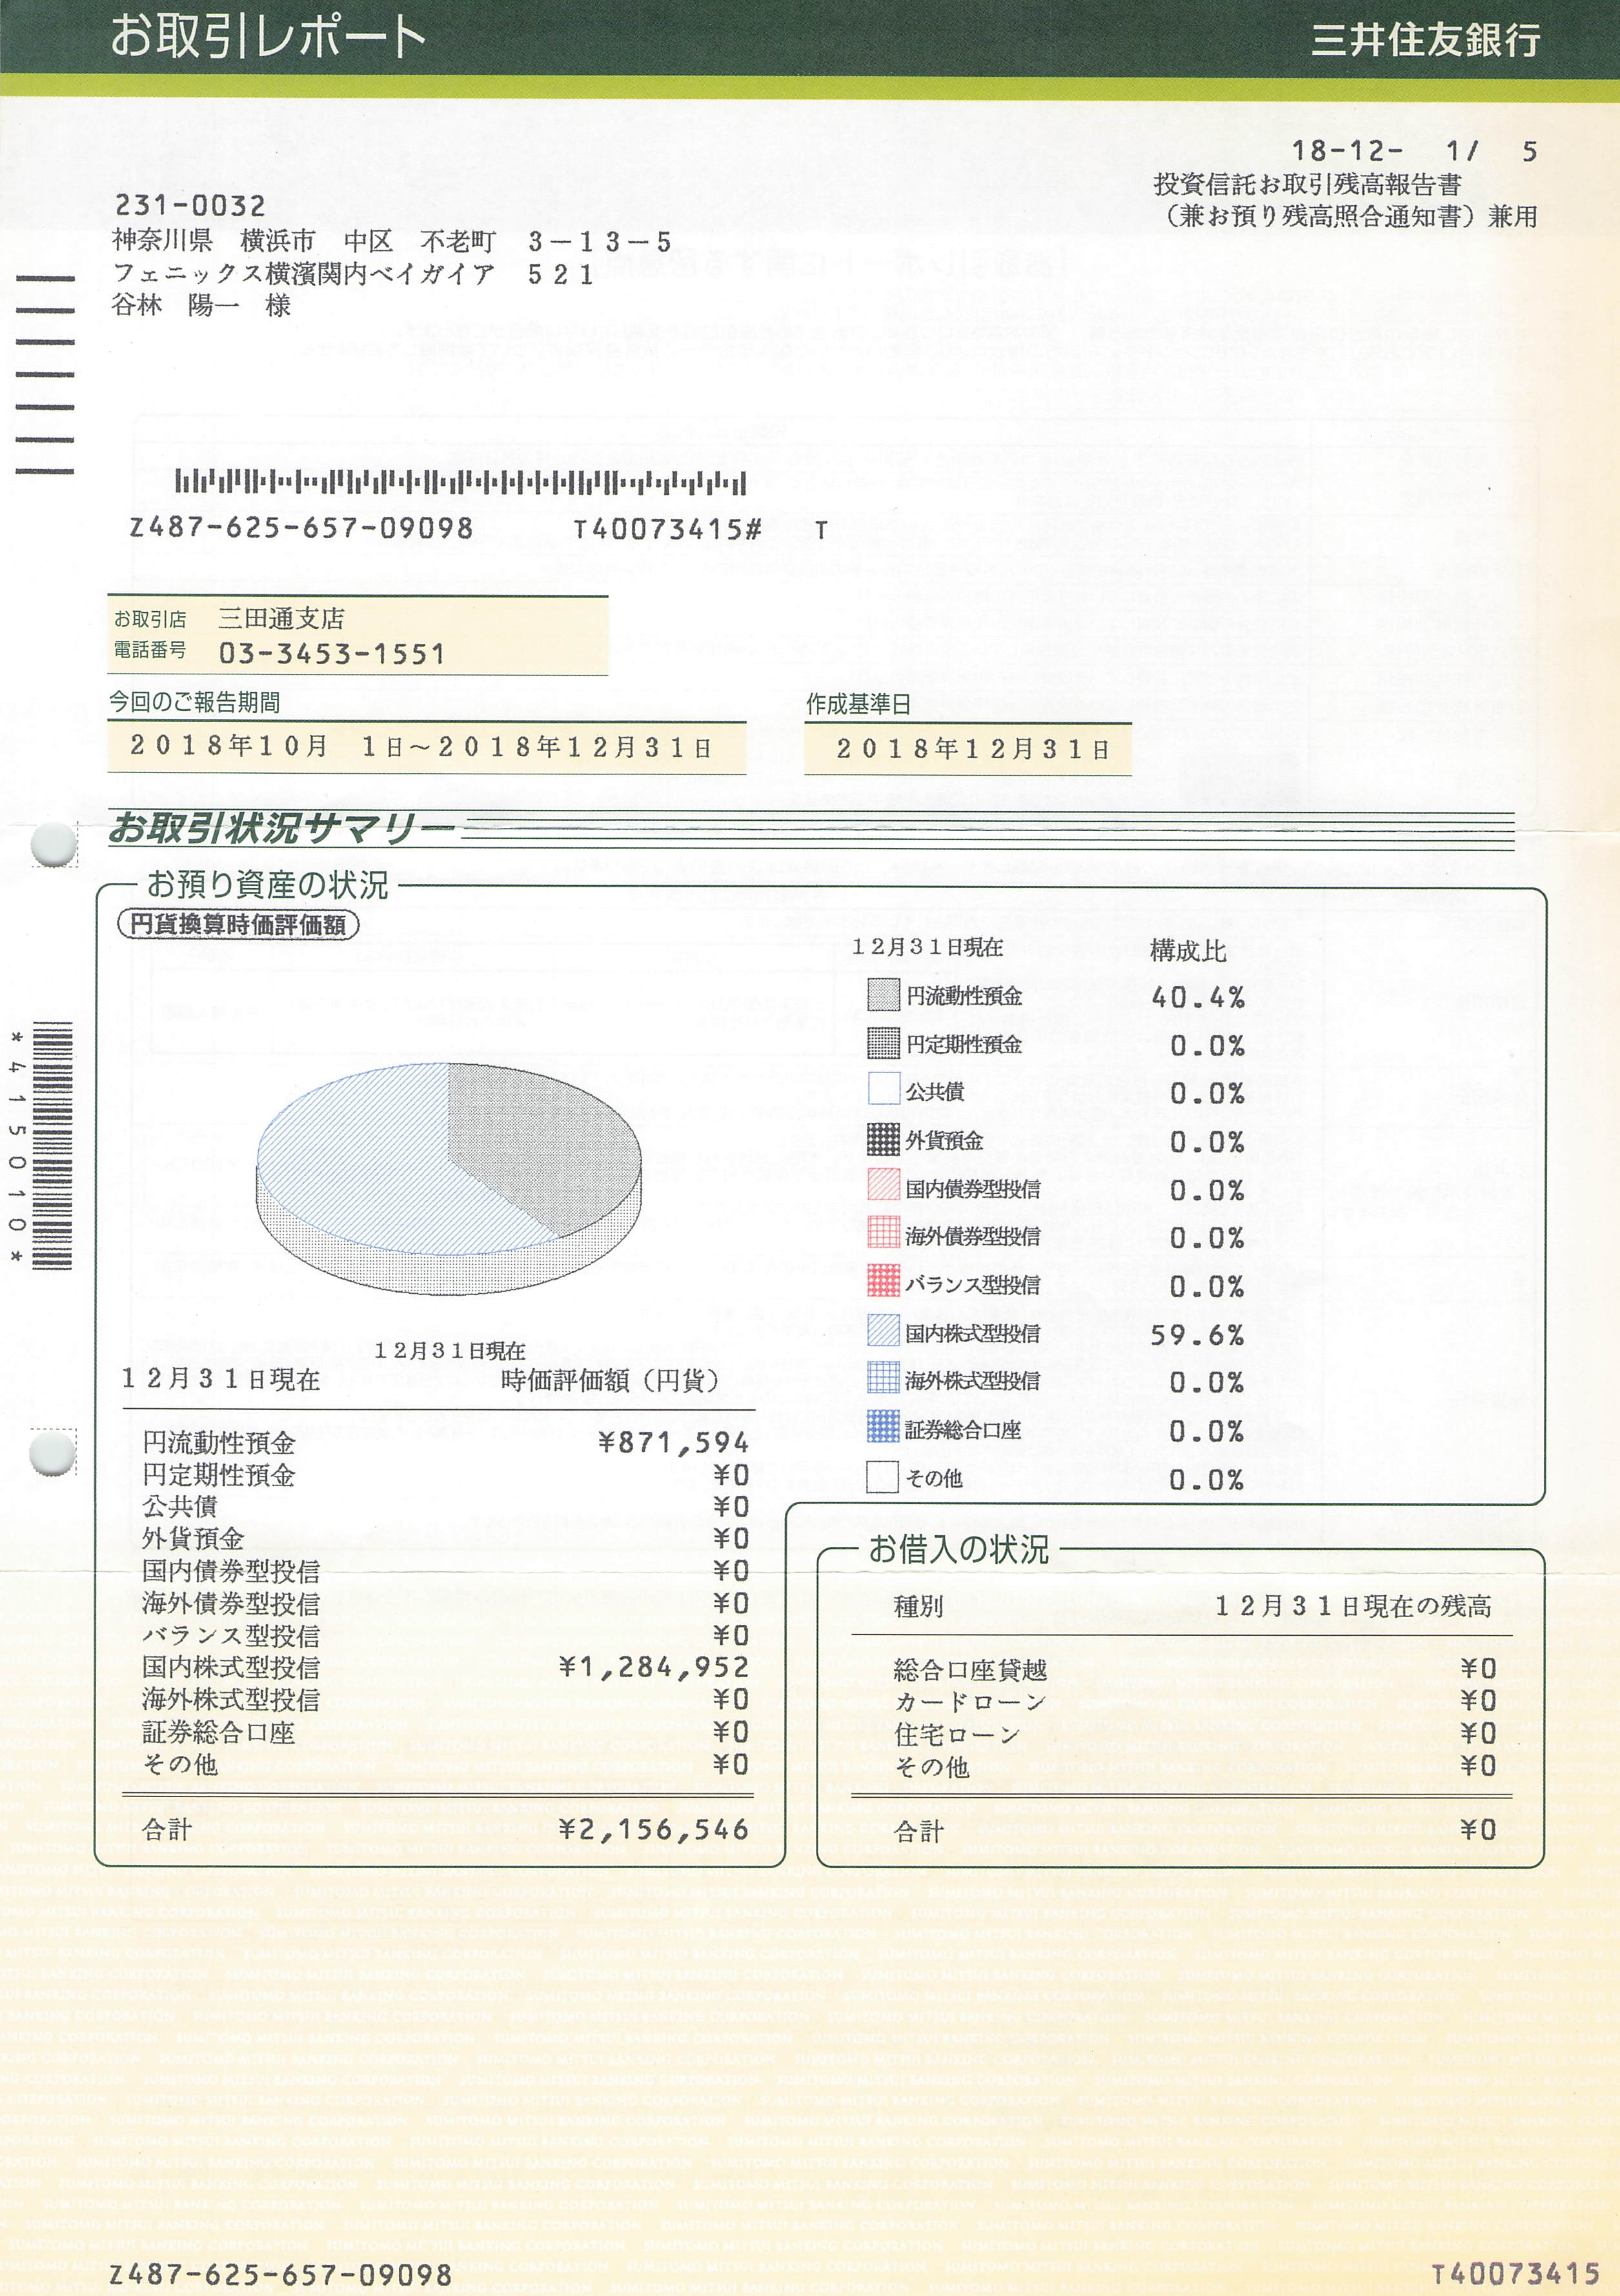 お取引レポート 三井住友銀行
18-12- 1/ 5
投資信託お取引残高報告書
（兼お預り残高照合通知書）兼用
231-0032
神奈川県 横浜市 中区 不老町 3－13－5
フェニックス横濱関内ベイガイア 521
谷林 陽一 様
Z487-625-657-09098 T40073415# T
お取引店 三田通支店
電話番号 03-3453-1551
今回のご報告期間 作成基準日
2018年10月 1日～2018年12月31日 2018年12月31日
お取引状況サマリー
お預り資産の状況
円貨換算時価評価額
12月31日現在 構成比
円流動性預金 40.4%
円定期性預金 0.0%
公共債 0.0%
外貨預金 0.0%
国内債券型投信 0.0%
海外債券型投信 0.0%
バランス型投信 0.0%
国内株式型投信 59.6%
海外株式型投信 0.0%
証券総合口座 0.0%
その他 0.0%
*415010*
12月31日現在
12月31日現在 時価評価額（円貨）
円流動性預金 ¥871,594
円定期性預金 ¥0
公共債 ¥0
外貨預金 ¥0
国内債券型投信 ¥0
海外債券型投信 ¥0
バランス型投信 ¥0
国内株式型投信 ¥1,284,952
海外株式型投信 ¥0
証券総合口座 ¥0
その他 ¥0
合計 ¥2,156,546
お借入の状況
種別 12月31日現在の残高
総合口座貸越 ¥0
カードローン ¥0
住宅ローン ¥0
その他 ¥0
合計 ¥0
Z487-625-657-09098 T40073415